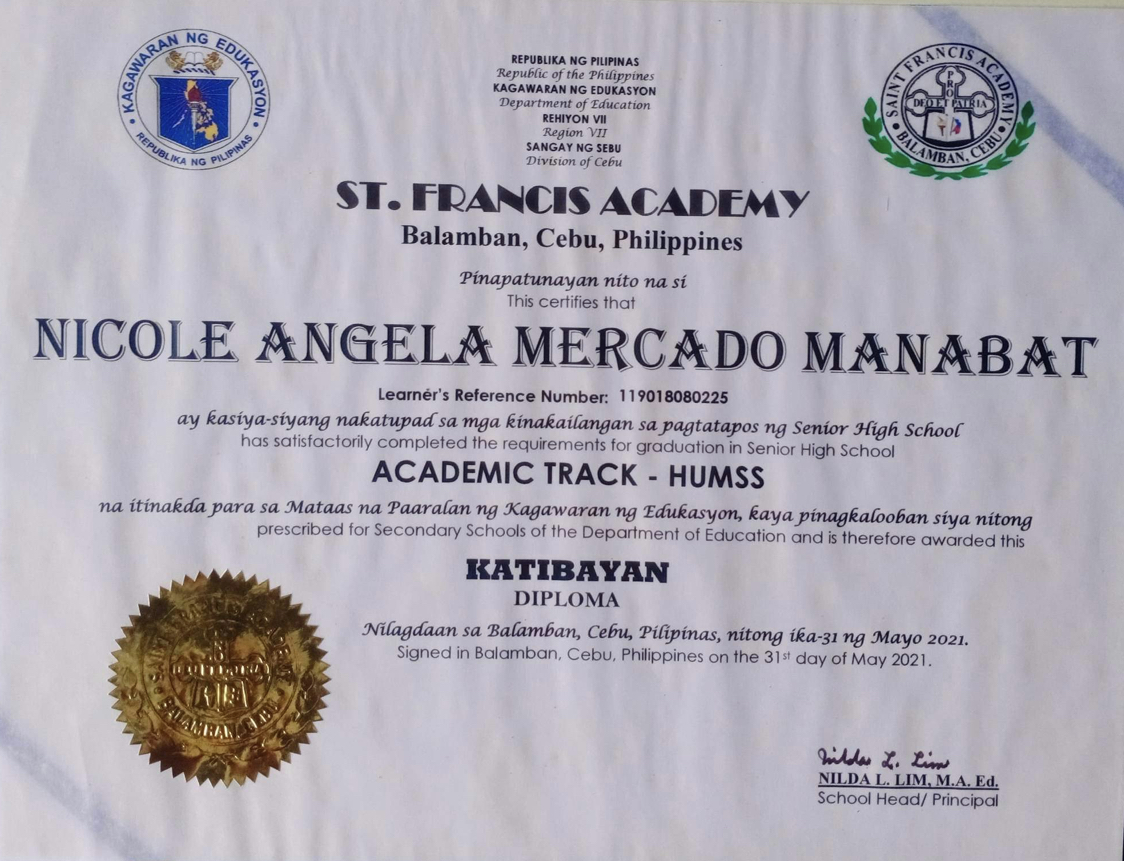 KAGAWARAN NG EDUKASYON
REPUBLIKA NG PILIPINAS
REPUBLIKA NG PILIPINAS
Republic of the Philippines
KAGAWARAN NG EDUKASYON
Department of Education
REHIYON VII
Region VII
SANGAY NG SEBU
Division of Cebu
SAINT FRANCIS ACADEMY
PRO
DEO ET PATRIA
BALAMBAN, CEBU
ST. FRANCIS ACADEMY
Balamban, Cebu, Philippines
Pinapatunayan nito na si
This certifies that
NICOLE ANGELA MERCADO MANABAT
Learnér's Reference Number: 119018080225
ay kasiya-siyang nakatupad sa mga kinakailangan sa pagtatapos ng Senior High School
has satisfactorily completed the requirements for graduation in Senior High School
ACADEMIC TRACK - HUMSS
na itinakda para sa Mataas na Paaralan ng Kagawaran ng Edukasyon, kaya pinagkalooban siya nitong
prescribed for Secondary Schools of the Department of Education and is therefore awarded this
KATIBAYAN
DIPLOMA
Nilagdaan sa Balamban, Cebu, Pilipinas, nitong ika-31 ng Mayo 2021.
Signed in Balamban, Cebu, Philippines on the 31st day of May 2021.
Nilda L. Lim
NILDA L. LIM, M.A. Ed.
School Head/ Principal